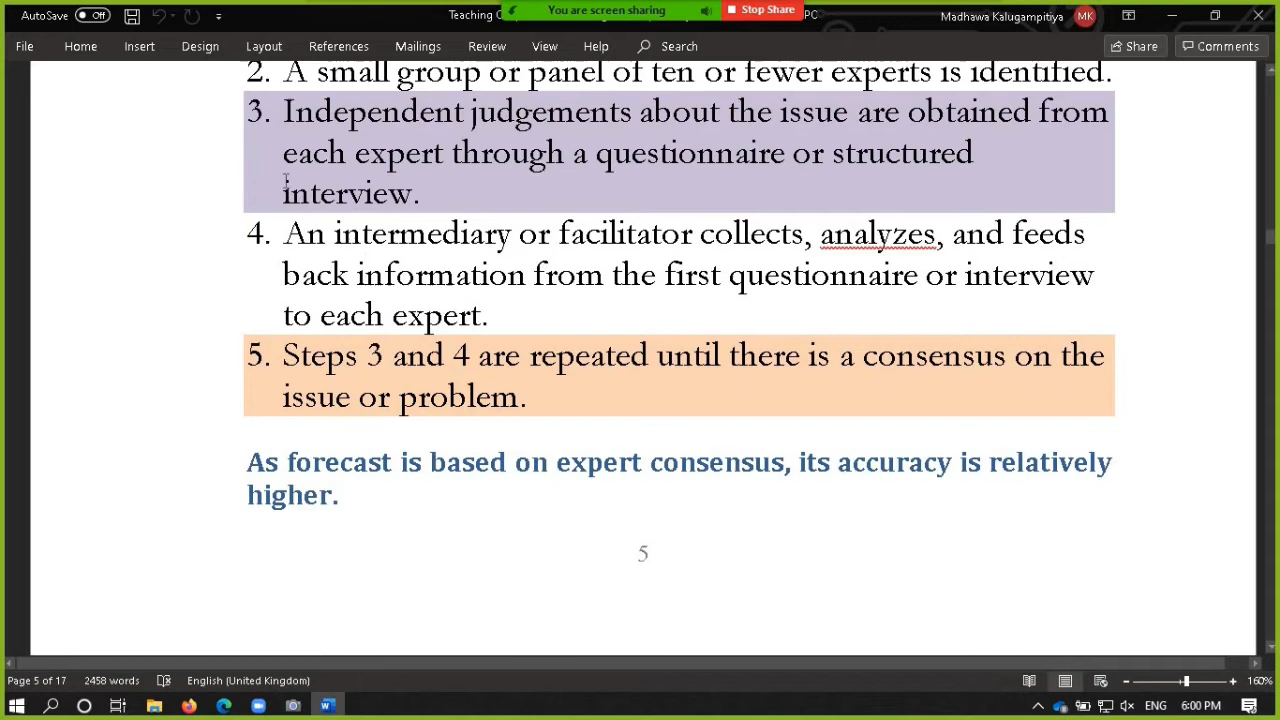 AutoSave Off
Teaching
You are screen sharing
Stop Share
PC
Madhawa Kalugampitiya
MK
File Home Insert Design Layout References Mailings Review View Help Search Share Comments
2. A small group or panel of ten or fewer experts is identified.
3. Independent judgements about the issue are obtained from
each expert through a questionnaire or structured
interview.
4. An intermediary or facilitator collects, analyzes, and feeds
back information from the first questionnaire or interview
to each expert.
5. Steps 3 and 4 are repeated until there is a consensus on the
issue or problem.
As forecast is based on expert consensus, its accuracy is relatively
higher.
5
Page 5 of 17 2458 words English (United Kingdom) 160%
ENG 6:00 PM